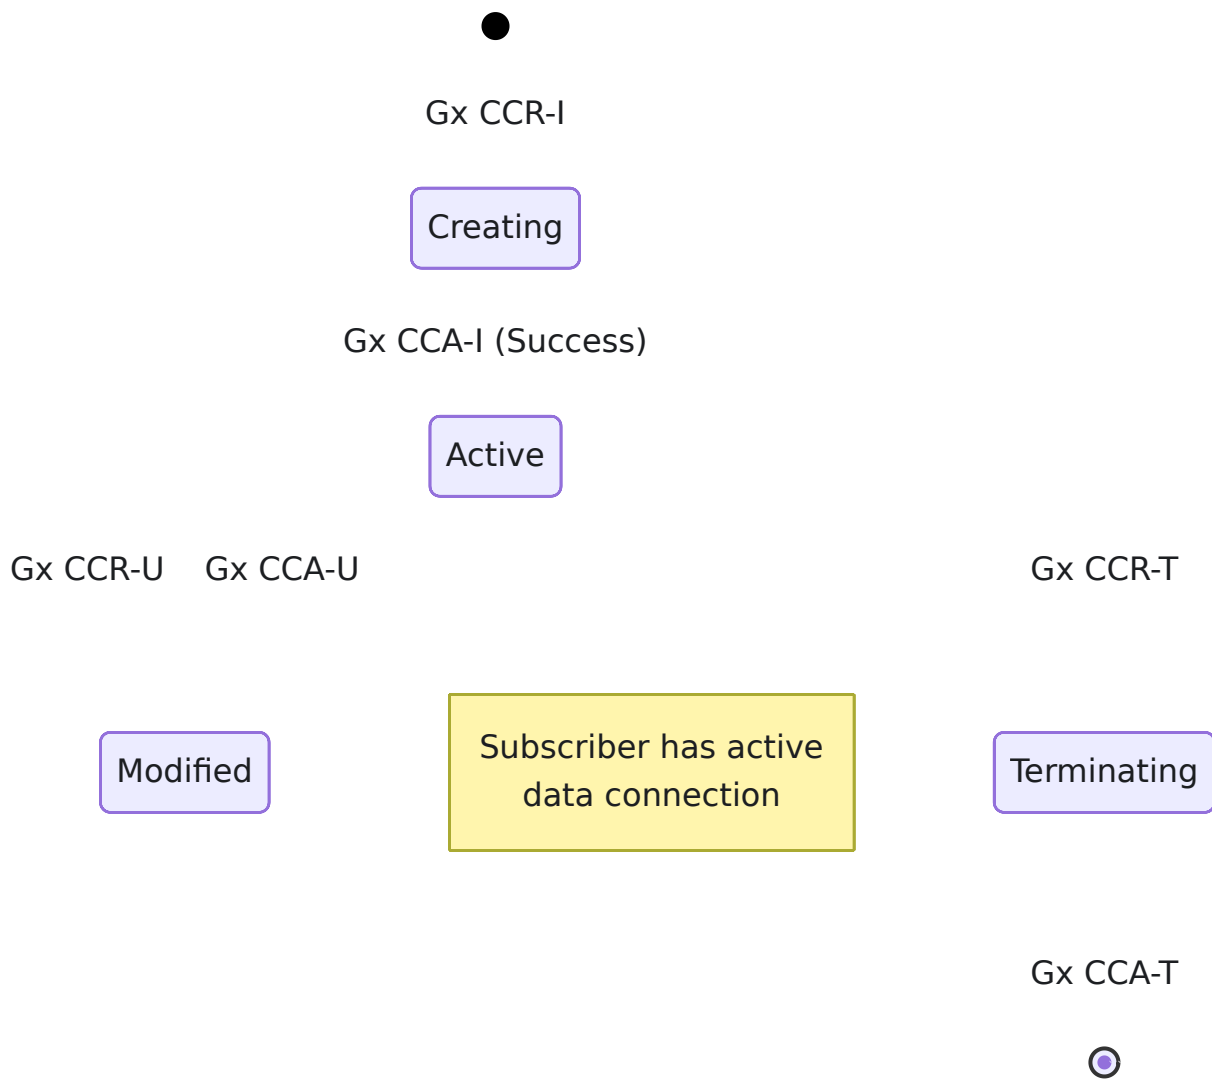 Gx CCR-I
Creating
Gx CCA-I (Success)
Active
Gx CCR-U
Gx CCA-U
Gx CCR-T
Modified
Subscriber has active
data connection
Terminating
Gx CCA-T